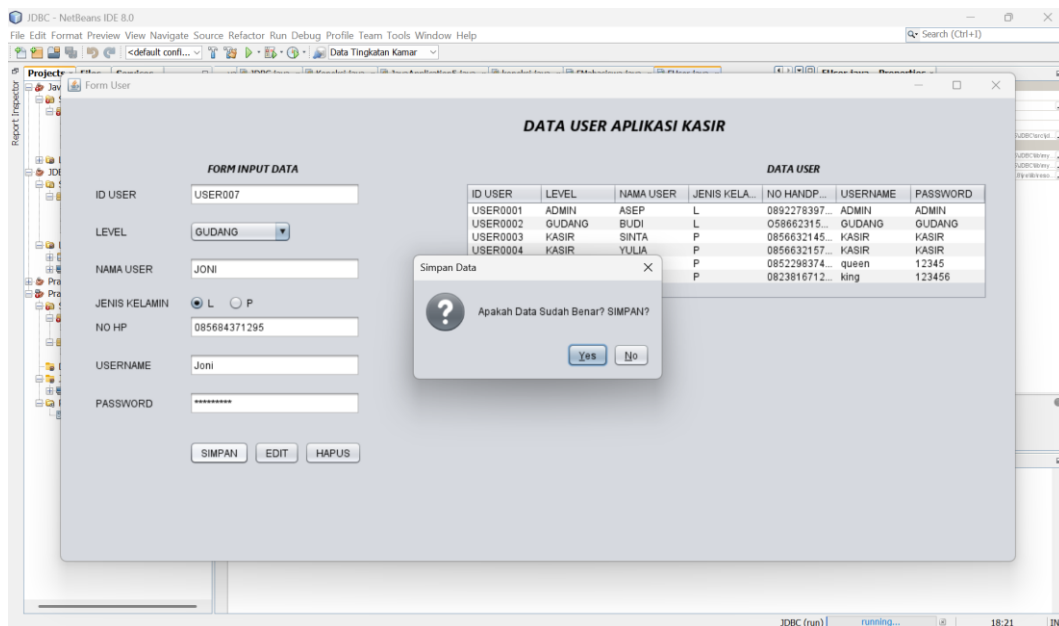 JDBC - NetBeans IDE 8.0
File Edit Format Preview View Navigate Source Refactor Run Debug Profile Team Tools Window Help
Search (Ctrl+I)
<default confi...
Data Tingkatan Kamar
Projects
Report Inspector
Form User
DATA USER APLIKASI KASIR
FORM INPUT DATA
DATA USER
ID USER USER007
LEVEL GUDANG
NAMA USER JONI
JENIS KELAMIN L P
NO HP 085684371295
USERNAME Joni
PASSWORD *********
SIMPAN EDIT HAPUS
ID USER LEVEL NAMA USER JENIS KELA... NO HANDP... USERNAME PASSWORD
USER0001 ADMIN ASEP L 0892278397... ADMIN ADMIN
USER0002 GUDANG BUDI L O58662315... GUDANG GUDANG
USER0003 KASIR SINTA P 0856632145... KASIR KASIR
USER0004 KASIR YULIA P 0856632157... KASIR KASIR
P 0852298374... queen 12345
P 0823816712... king 123456
Simpan Data
Apakah Data Sudah Benar? SIMPAN?
Yes No
JDBC (run) running... 18:21 IN